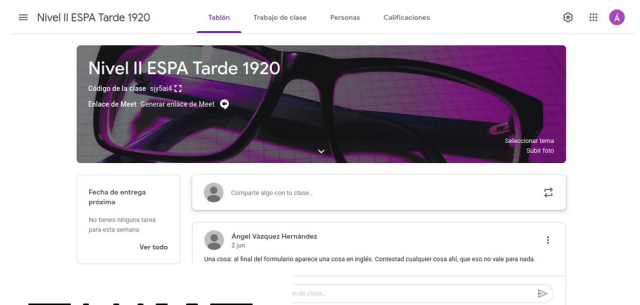 Nivel II ESPA Tarde 1920
Tablón
Trabajo de clase
Personas
Calificaciones
Á
Nivel II ESPA Tarde 1920
Código de la clase sjy5ai4
Enlace de Meet Generar enlace de Meet
Seleccionar tema
Subir foto
Fecha de entrega
próxima
No tienes ninguna tarea
para esta semana
Ver todo
Comparte algo con tu clase...
Ángel Vázquez Hernández
2 jun.
Una cosa: al final del formulario aparece una cosa en inglés. Contestad cualquier cosa ahí, que eso no vale para nada.
de clase...